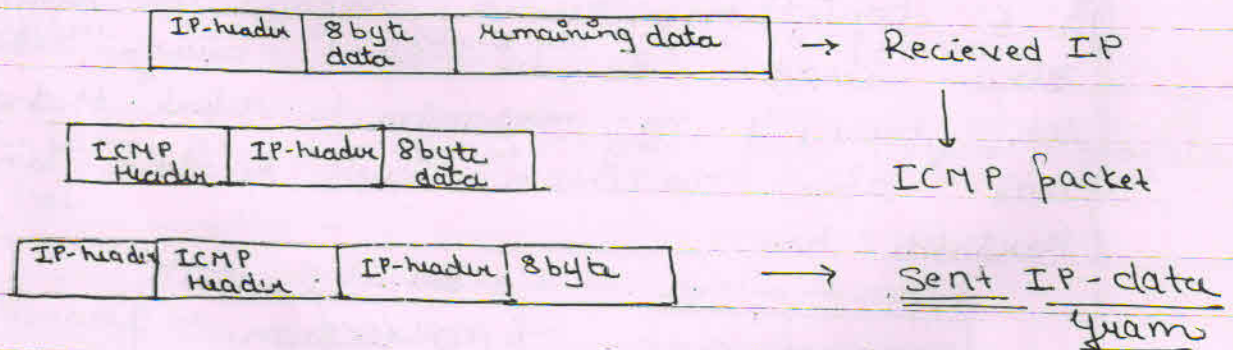 IP-header 8 byte data remaining data → Recieved IP
ICMP Header IP-header 8 byte data ICMP packet
IP-header ICMP Header IP-header 8 byte → Sent IP-data gram